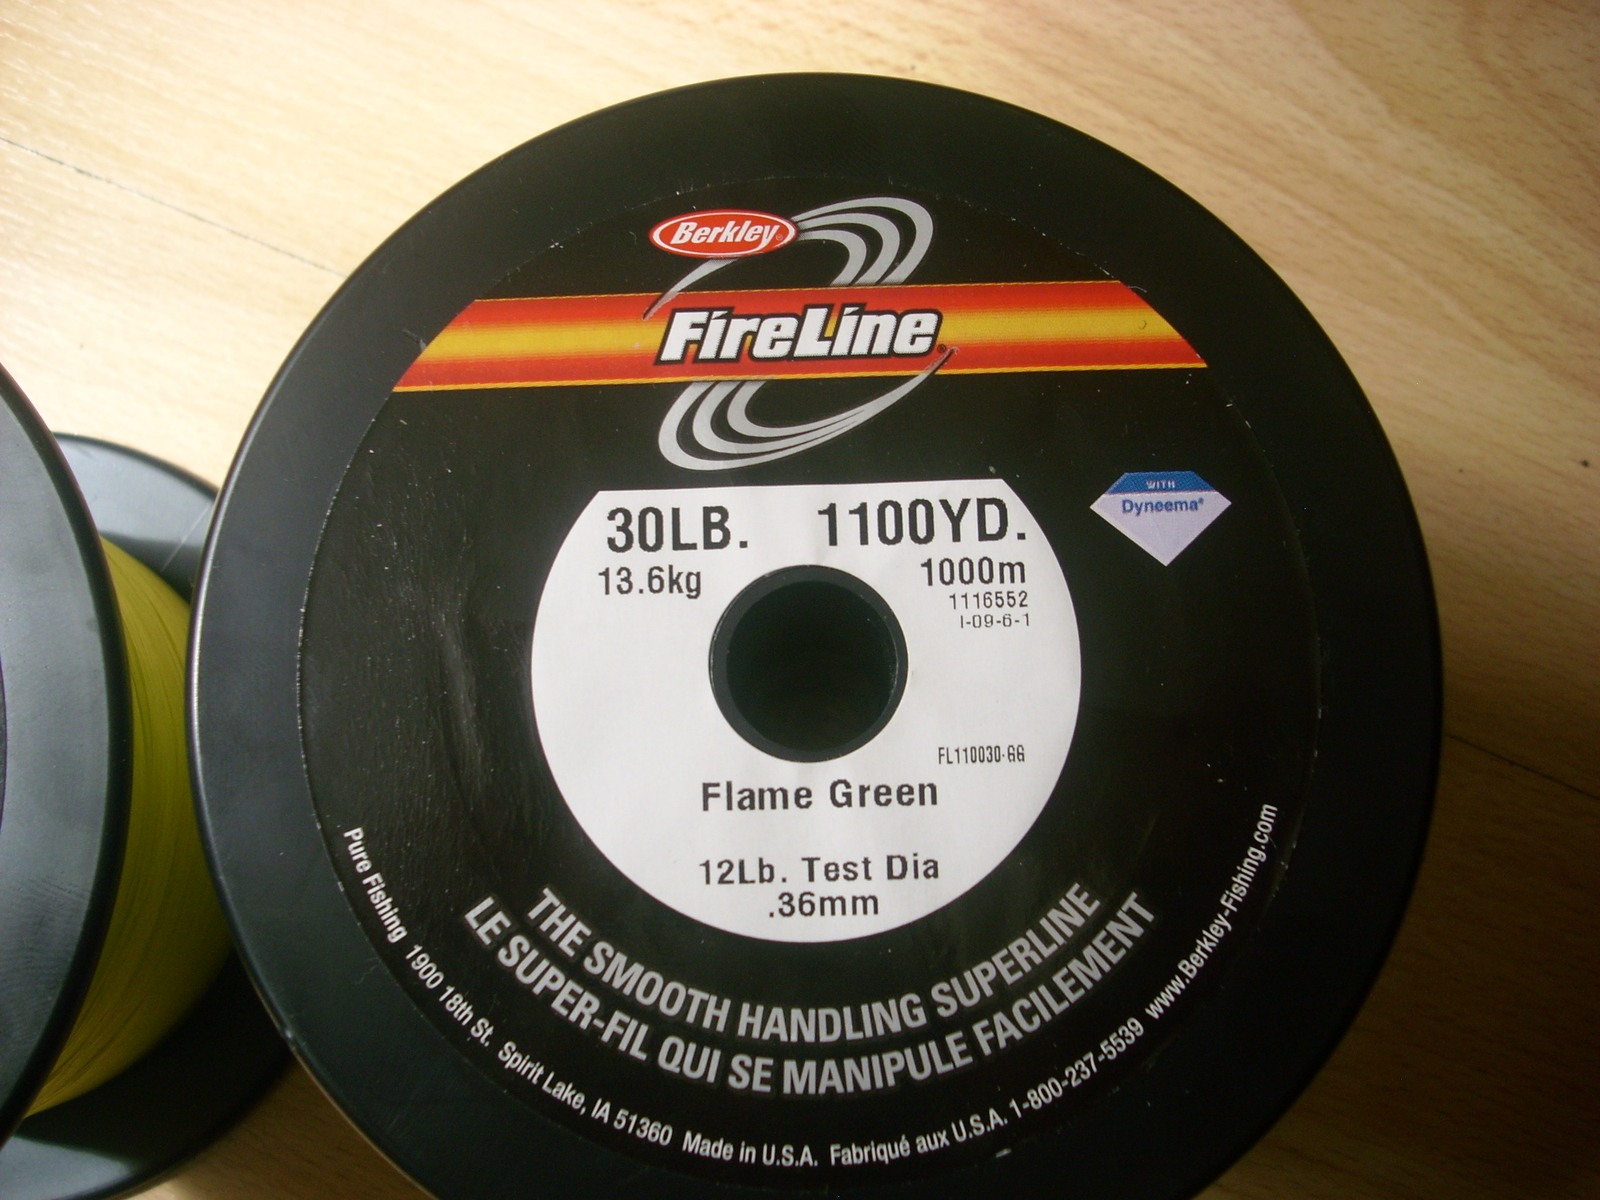 Berkley®
FireLine®
WITH
Dyneema®
30LB. 1100YD.
13.6kg 1000m
1116552
I-09-6-1
FL110030-GG
Flame Green
12Lb. Test Dia
.36mm
THE SMOOTH HANDLING SUPERLINE
LE SUPER-FIL QUI SE MANIPULE FACILEMENT
Pure Fishing 1900 18th St. Spirit Lake, IA 51360 Made in U.S.A. Fabriqué aux U.S.A. 1-800-237-5539 www.Berkley-Fishing.com